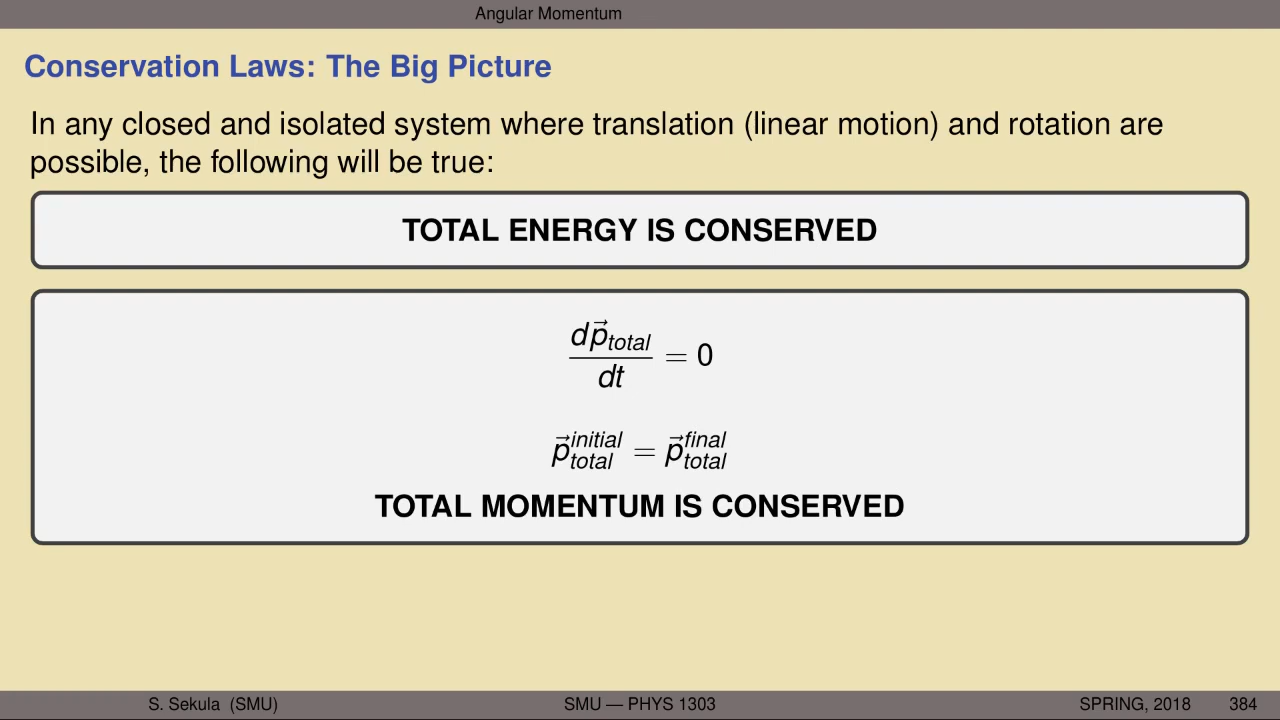 Angular Momentum
Conservation Laws: The Big Picture
In any closed and isolated system where translation (linear motion) and rotation are
possible, the following will be true:
TOTAL ENERGY IS CONSERVED
$\frac{d\vec{p}_{total}}{dt} = 0$
$\vec{p}_{total}^{initial} = \vec{p}_{total}^{final}$
TOTAL MOMENTUM IS CONSERVED
S. Sekula (SMU) SMU — PHYS 1303 SPRING, 2018 384